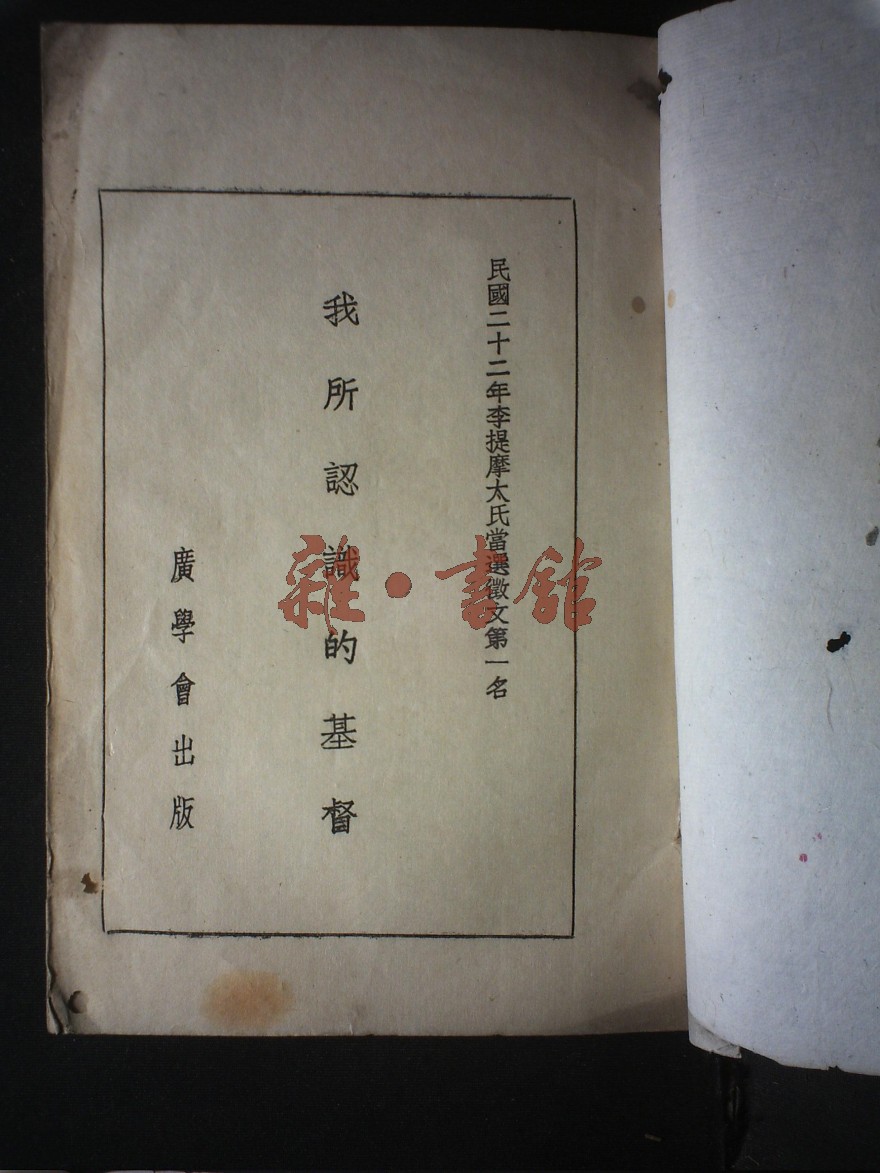 民國二十二年李提摩太氏當選徵文第一名
我所認識的基督
廣學會出版
雜·書館